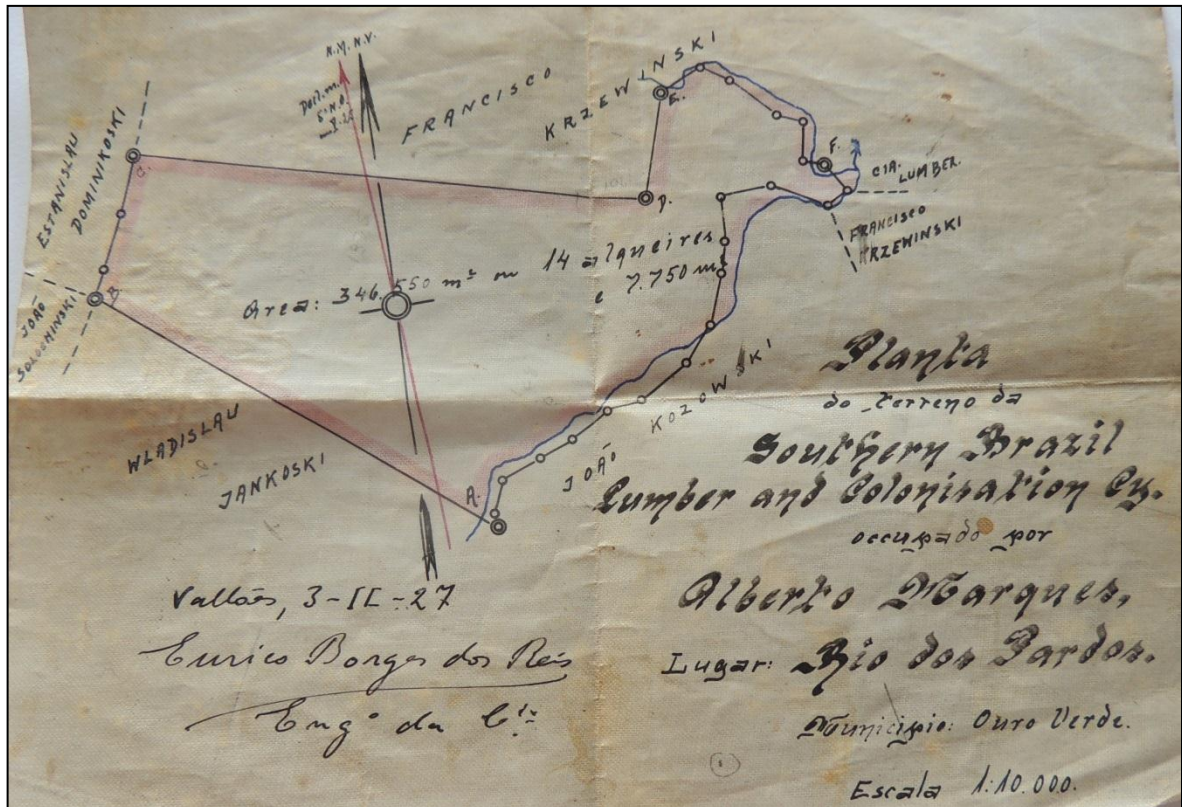 N.M. N.V.
FRANCISCO
KRZEWINSKI
E.
F.
CIA. LUMBER.
FRANCISCO
KRZEWINSKI
ESTANISLAU
DOMINIKOSKI
C.
D.
Area: 346.550 m² ou 14 alqueires
e 7.750 m²
B.
JOÃO
SOLOCHINSKI
WLADISLAU
JANKOSKI
A.
JOÃO
KOZOWSKI
Planta
do terreno da
Southern Brazil
Lumber and Colonisation Cy.
occupado por
Alberto Marques,
Lugar: Rio dos Pardos.
Municipio: Ouro Verde.
Escala 1:10.000.
Vallões, 3-II-27
Eurico Borges dos Reis
Engº da Cia